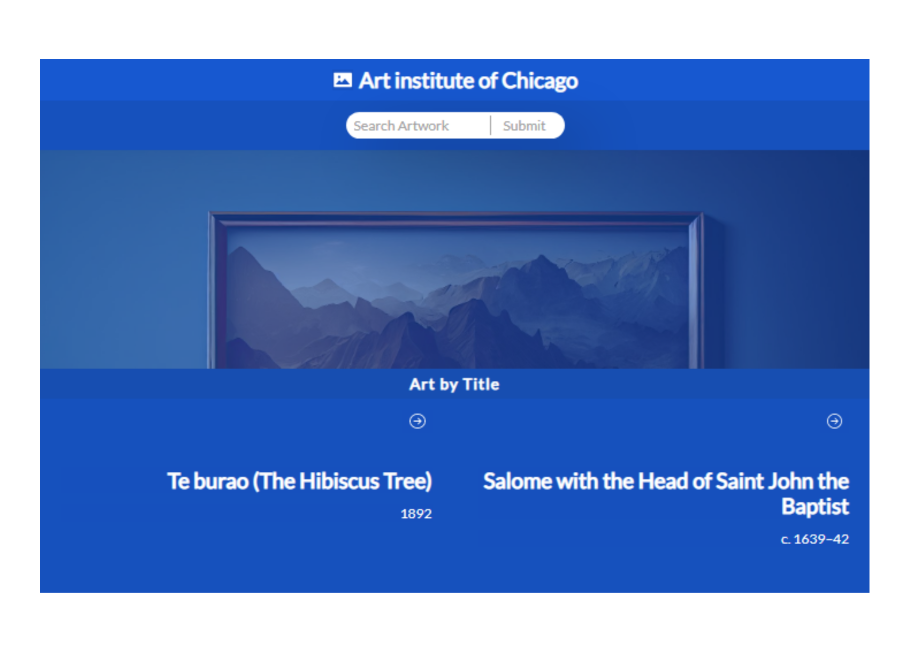 Art institute of Chicago
Search Artwork
Submit
Art by Title
Te burao (The Hibiscus Tree)
1892
Salome with the Head of Saint John the
Baptist
c. 1639–42